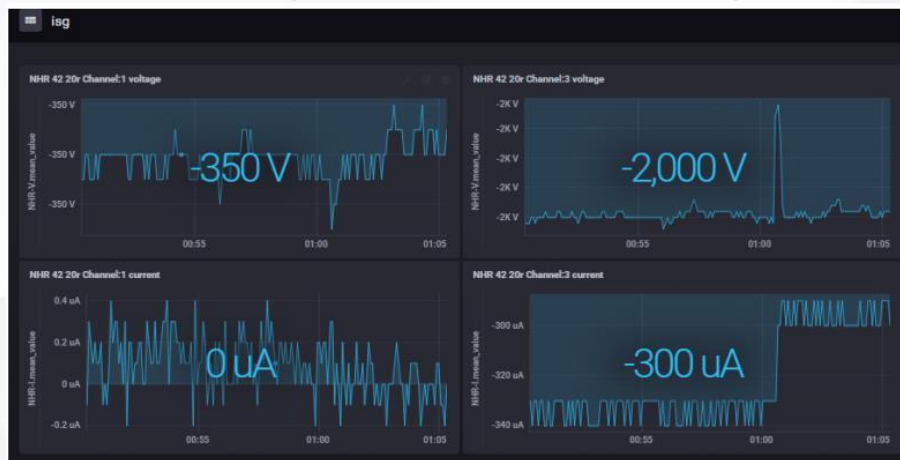 isg
NHR 42 20r Channel:1 voltage
NHR-V.mean_value
-350 V
-350 V
-350 V
-350 V
00:55
01:00
01:05
NHR 42 20r Channel:3 voltage
NHR-V.mean_value
-2K V
-2K V
-2K V
-2K V
-2K V
-2,000 V
00:55
01:00
01:05
NHR 42 20r Channel:1 current
NHR-I.mean_value
0.4 uA
0.2 uA
0 uA
-0.2 uA
0 uA
00:55
01:00
01:05
NHR 42 20r Channel:3 current
NHR-I.mean_value
-300 uA
-320 uA
-340 uA
-300 uA
00:55
01:00
01:05